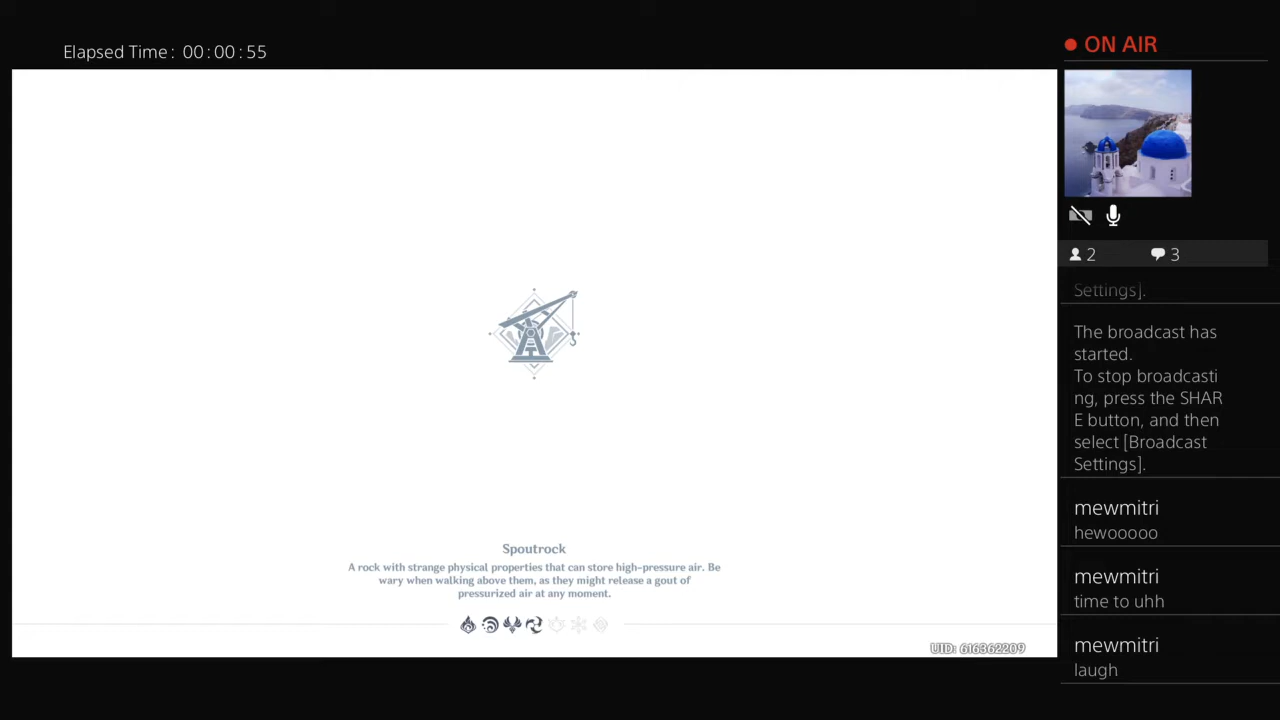 Elapsed Time: 00:00:55
ON AIR
2
3
Settings].
The broadcast has
started.
To stop broadcasti
ng, press the SHAR
E button, and then
select [Broadcast
Settings].
mewmitri
hewooooo
mewmitri
time to uhh
mewmitri
laugh
Spoutrock
A rock with strange physical properties that can store high-pressure air. Be
wary when walking above them, as they might release a gout of
pressurized air at any moment.
UID: 616362209